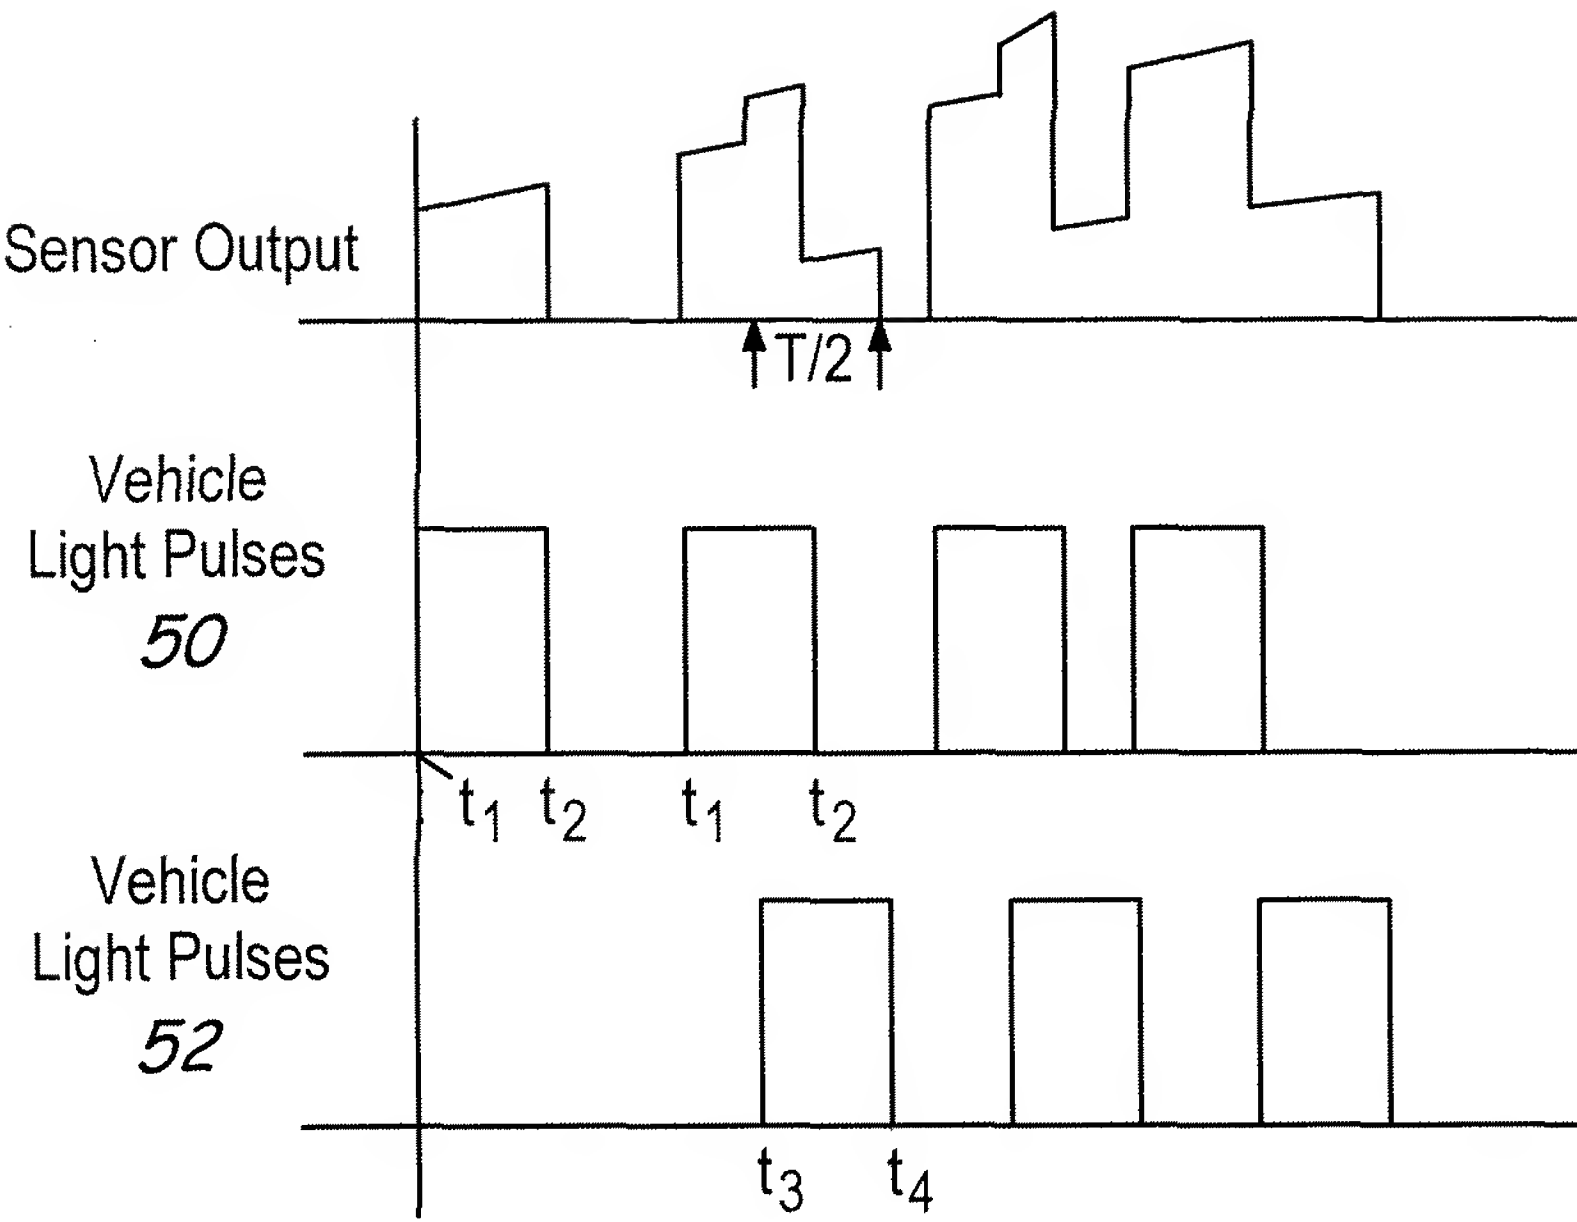 Sensor Output
T/2
Vehicle
Light Pulses
50
t1 t2 t1 t2
Vehicle
Light Pulses
52
t3 t4